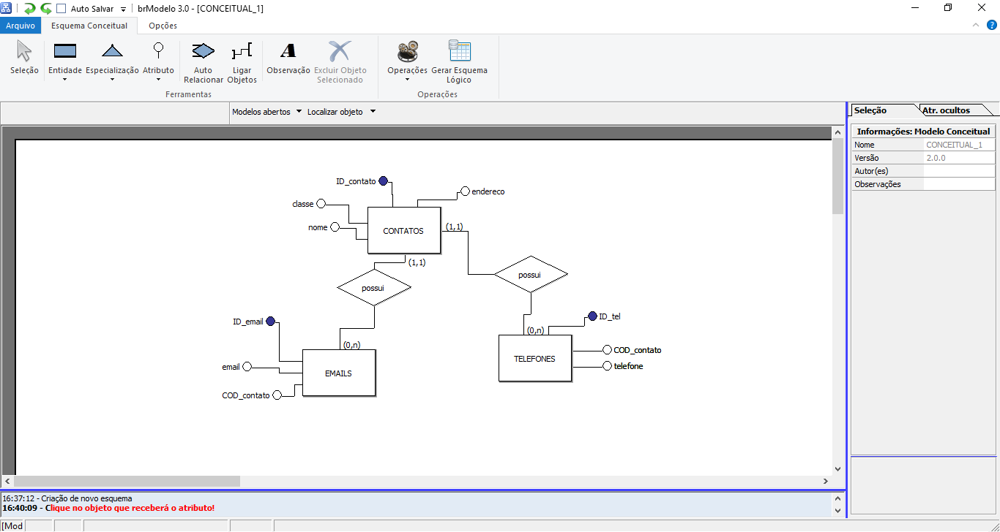 Auto Salvar
brModelo 3.0 - [CONCEITUAL_1]
Arquivo
Esquema Conceitual
Opções
?
Seleção
Entidade
Especialização
Atributo
Auto
Relacionar
Ligar
Objetos
A
Observação
Excluir Objeto
Selecionado
Operações
Gerar Esquema
Lógico
Ferramentas
Operações
Modelos abertos
Localizar objeto
Seleção
Atr. ocultos
Informações: Modelo Conceitual
Nome CONCEITUAL_1
Versão 2.0.0
Autor(es)
Observações
ID_contato
endereco
classe
nome
CONTATOS
(1,1)
(1,1)
possui
possui
ID_email
ID_tel
(0,n)
(0,n)
COD_contato
email
EMAILS
TELEFONES
telefone
COD_contato
16:37:12 - Criação de novo esquema
16:40:09 - Clique no objeto que receberá o atributo!
[Mod